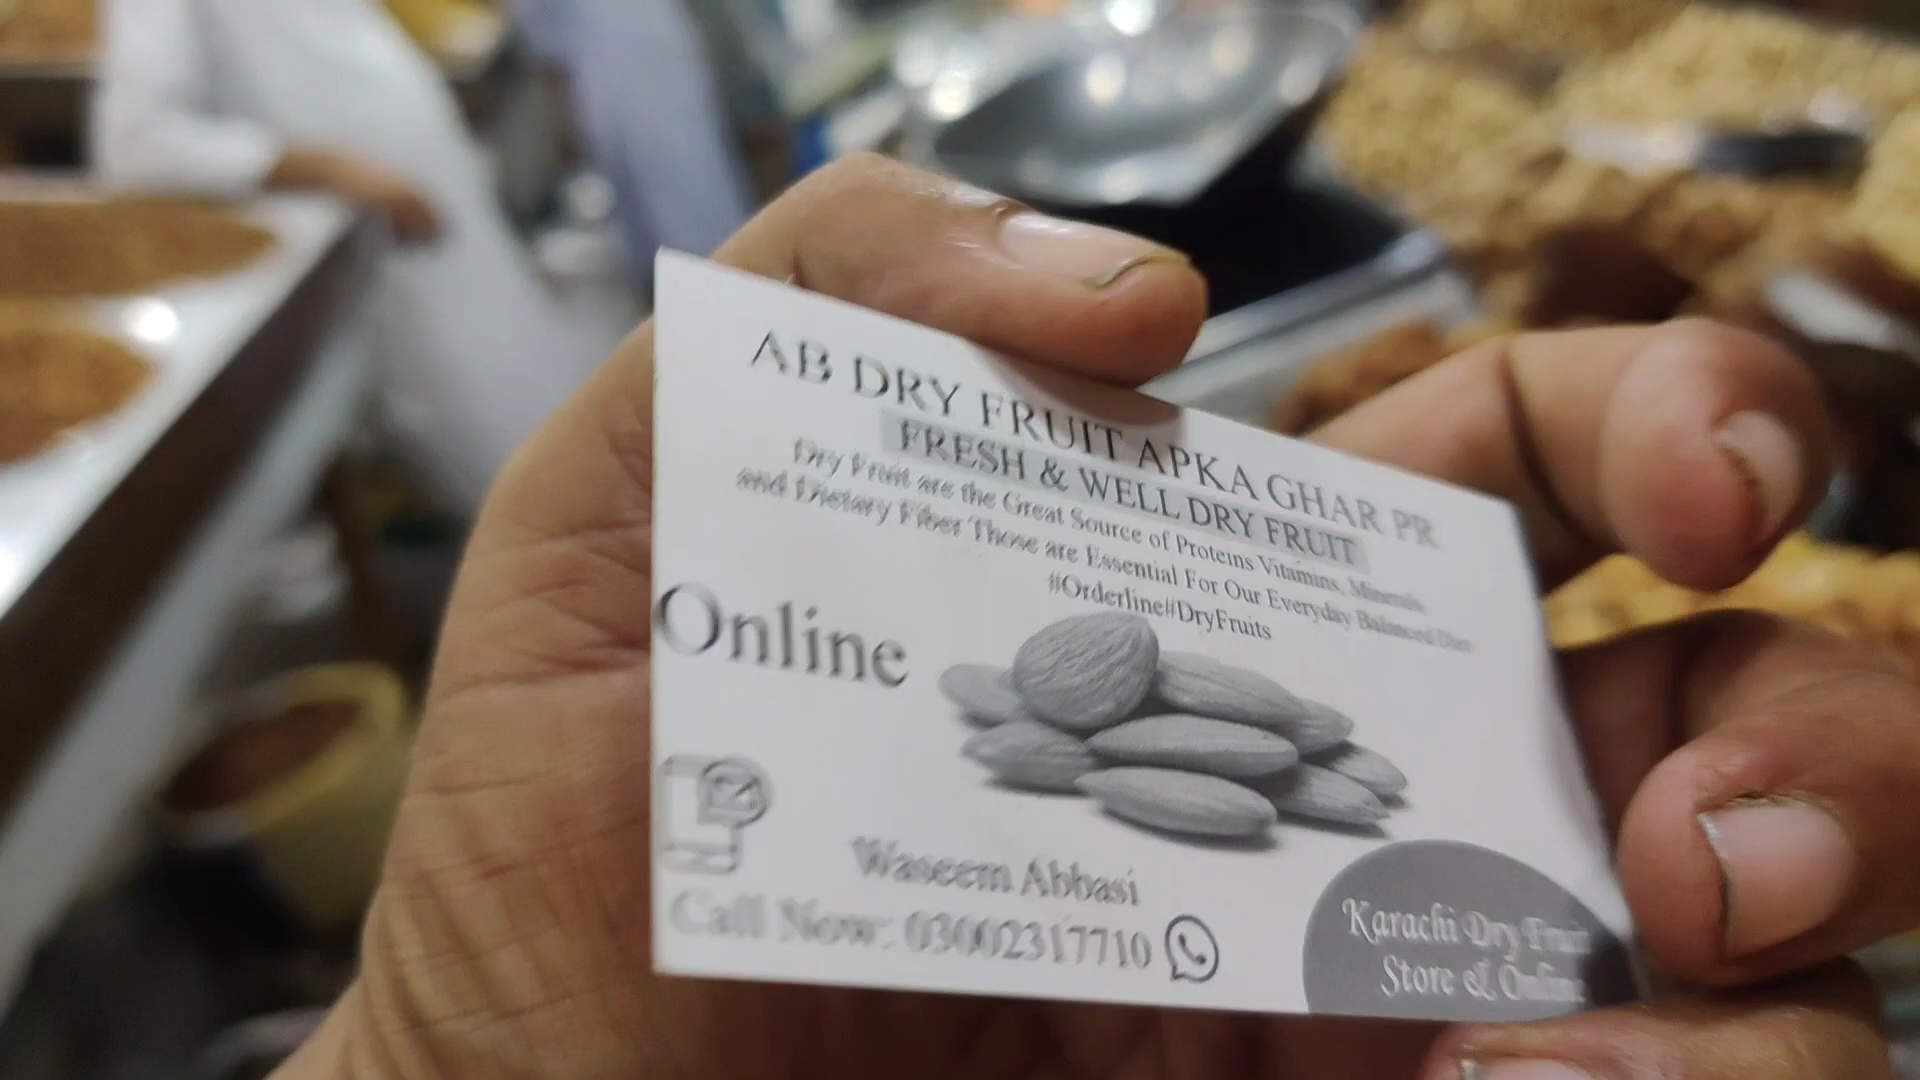 AB DRY FRUIT APKA GHAR PR
FRESH & WELL DRY FRUIT
Dry Fruit are the Great Source of Proteins Vitamins, Minerals
and Dietary Fiber Those are Essential For Our Everyday Balanced Diet
#Orderline#DryFruits
Online
Waseem Abbasi
Call Now: 03002317710
Karachi Dry Fruit
Store & Online